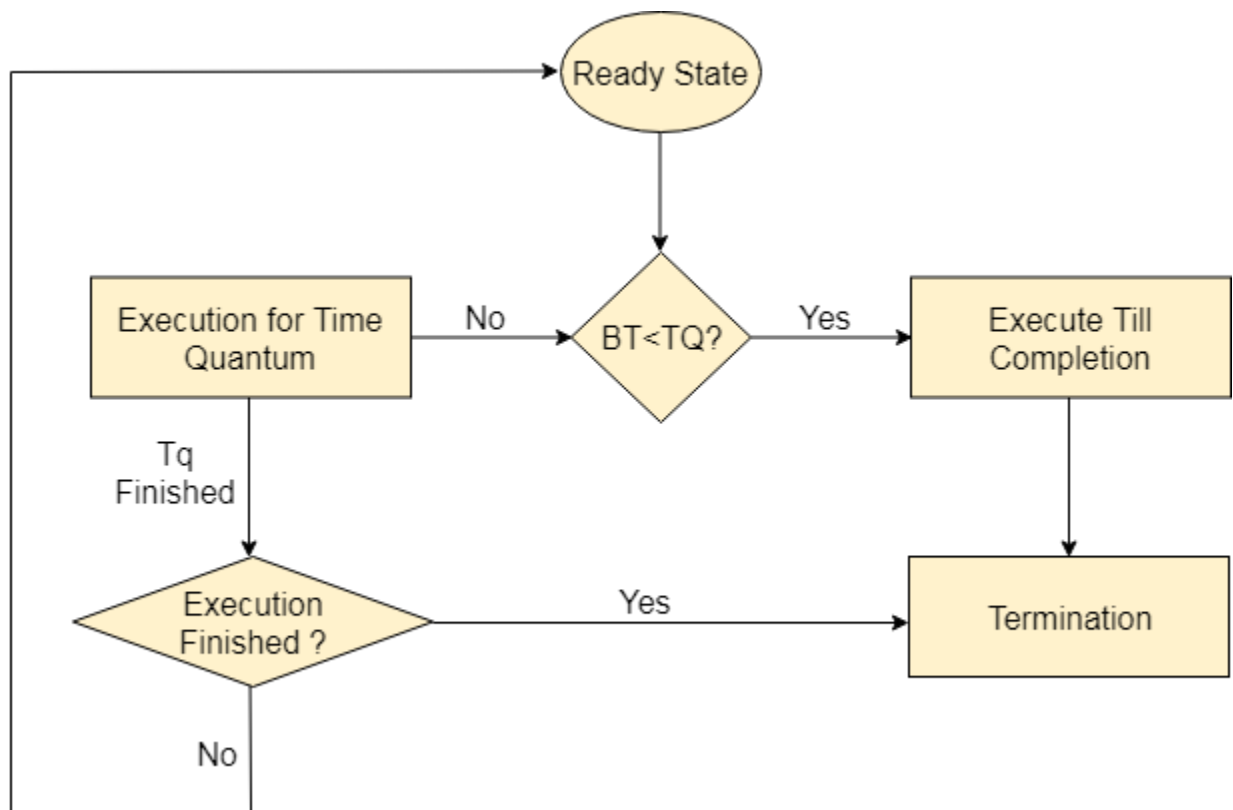 Ready State
Execution for Time
Quantum
No
BT<TQ?
Yes
Execute Till
Completion
Tq
Finished
Execution
Finished ?
Yes
Termination
No